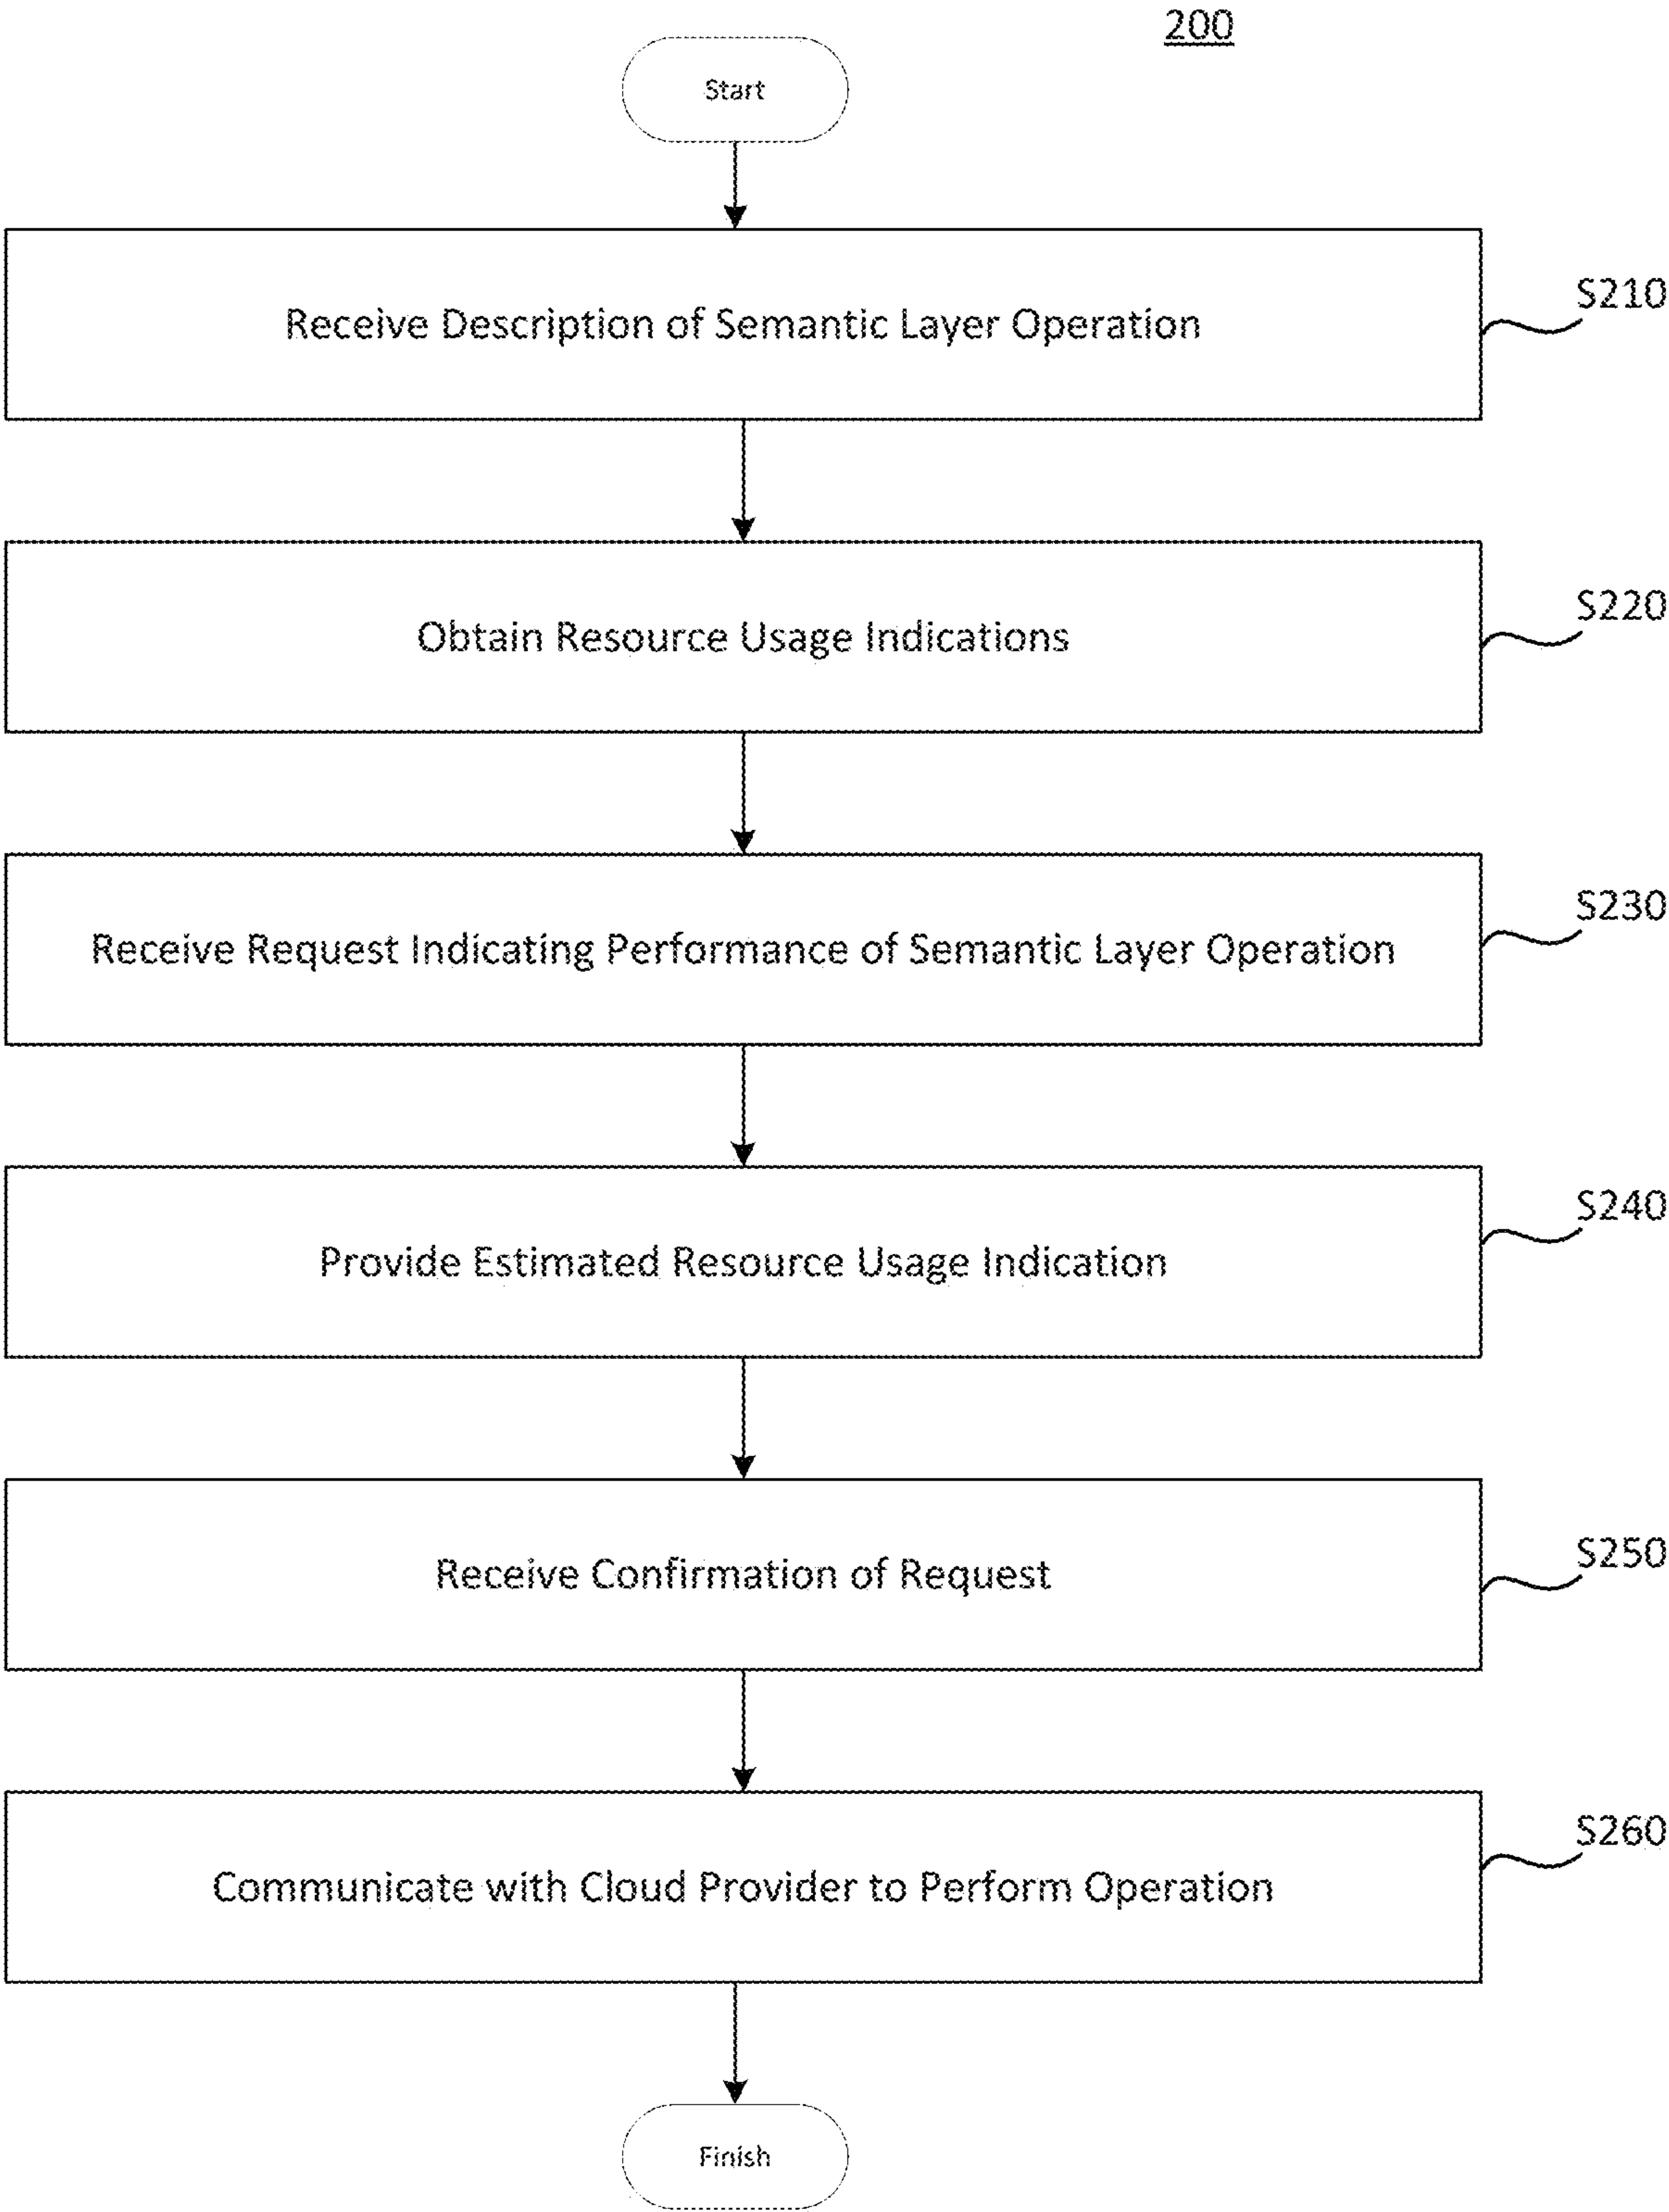 200
Start
Receive Description of Semantic Layer Operation
S210
Obtain Resource Usage Indications
S220
Receive Request Indicating Performance of Semantic Layer Operation
S230
Provide Estimated Resource Usage Indication
S240
Receive Confirmation of Request
S250
Communicate with Cloud Provider to Perform Operation
S260
Finish